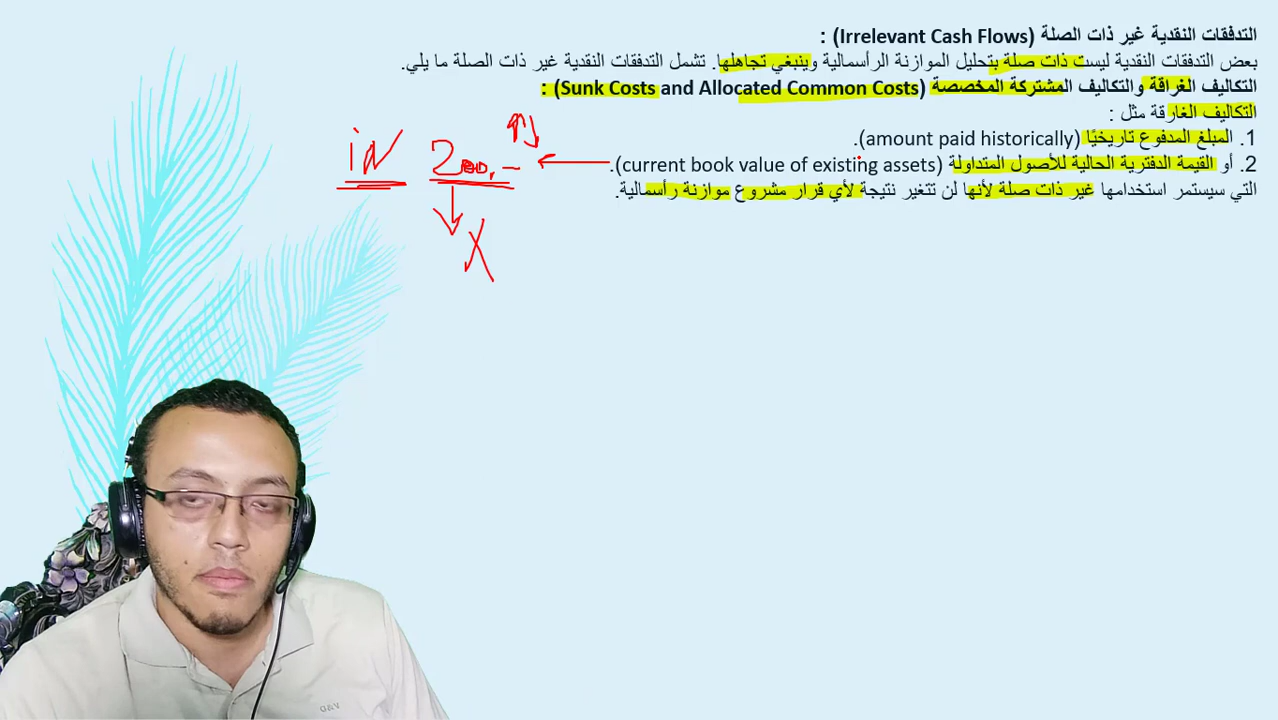 التدفقات النقدية غير ذات الصلة (Irrelevant Cash Flows) :
بعض التدفقات النقدية ليست ذات صلة بتحليل الموازنة الرأسمالية وينبغي تجاهلها. تشمل التدفقات النقدية غير ذات الصلة ما يلي.
التكاليف الغراقة والتكاليف المشتركة المخصصة (Sunk Costs and Allocated Common Costs) :
التكاليف الغارقة مثل :
1. المبلغ المدفوع تاريخيًا (amount paid historically).
2. أو القيمة الدفترية الحالية للأصول المتداولة (current book value of existing assets).
التي سيستمر استخدامها غير ذات صلة لأنها لن تتغير نتيجة لأي قرار مشروع موازنة رأسمالية.
200.-
X
O&V